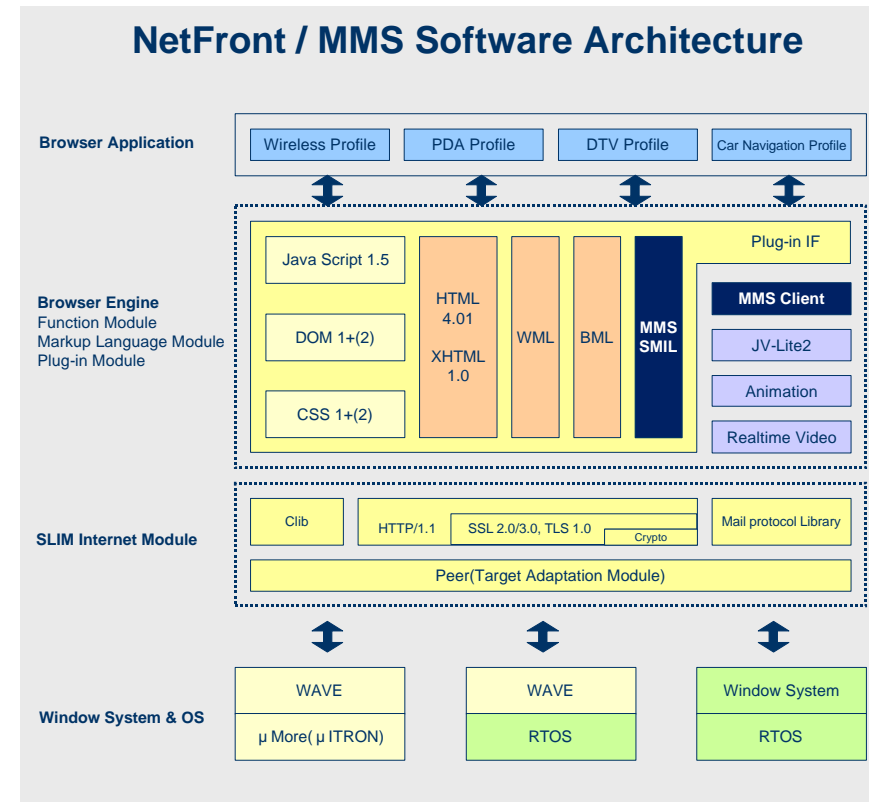 NetFront / MMS Software Architecture
Browser Application
Wireless Profile
PDA Profile
DTV Profile
Car Navigation Profile
Browser Engine
Function Module
Markup Language Module
Plug-in Module
Java Script 1.5
DOM 1+(2)
CSS 1+(2)
HTML
4.01
XHTML
1.0
WML
BML
MMS
SMIL
Plug-in IF
MMS Client
JV-Lite2
Animation
Realtime Video
SLIM Internet Module
Clib
HTTP/1.1
SSL 2.0/3.0, TLS 1.0
Crypto
Mail protocol Library
Peer(Target Adaptation Module)
Window System & OS
WAVE
μ More( μ ITRON)
WAVE
RTOS
Window System
RTOS